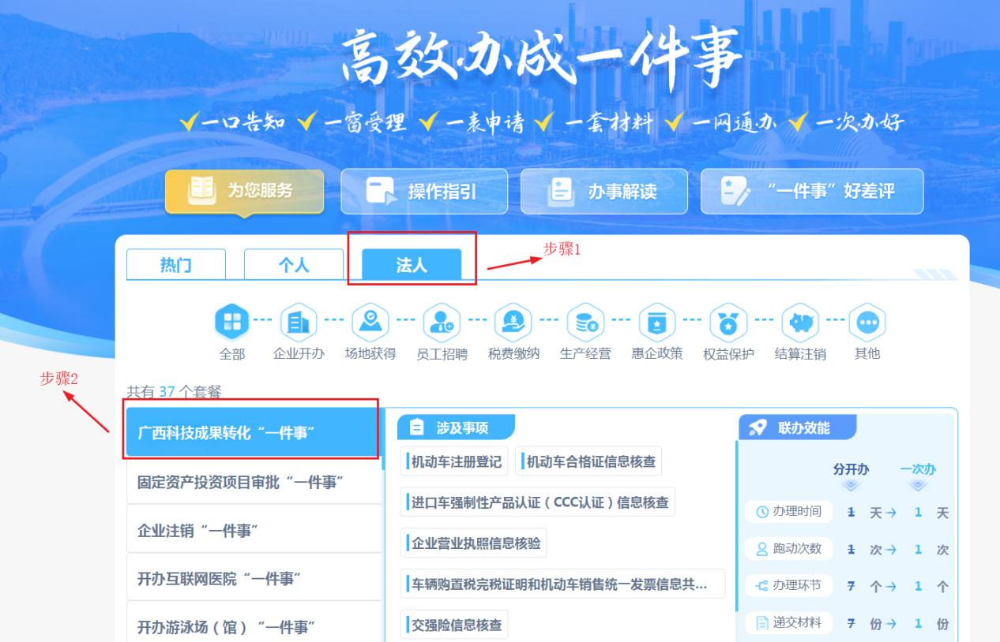 高效办成一件事
一口告知 一窗受理 一表申请 一套材料 一网通办 一次办好
为您服务 操作指引 办事解读 “一件事”好差评
热门 个人 法人 步骤1
全部 企业开办 场地获得 员工招聘 税费缴纳 生产经营 惠企政策 权益保护 结算注销 其他
步骤2
共有 37 个套餐
广西科技成果转化“一件事”
固定资产投资项目审批“一件事”
企业注销“一件事”
开办互联网医院“一件事”
开办游泳场（馆）“一件事”
涉及事项
机动车注册登记 机动车合格证信息核查
进口车强制性产品认证（CCC认证）信息核查
企业营业执照信息核验
车辆购置税完税证明和机动车销售统一发票信息共...
交强险信息核查
联办效能
分开办 一次办
办理时间 1 天 → 1 天
跑动次数 1 次 → 1 次
办理环节 7 个 → 1 个
递交材料 7 份 → 1 份